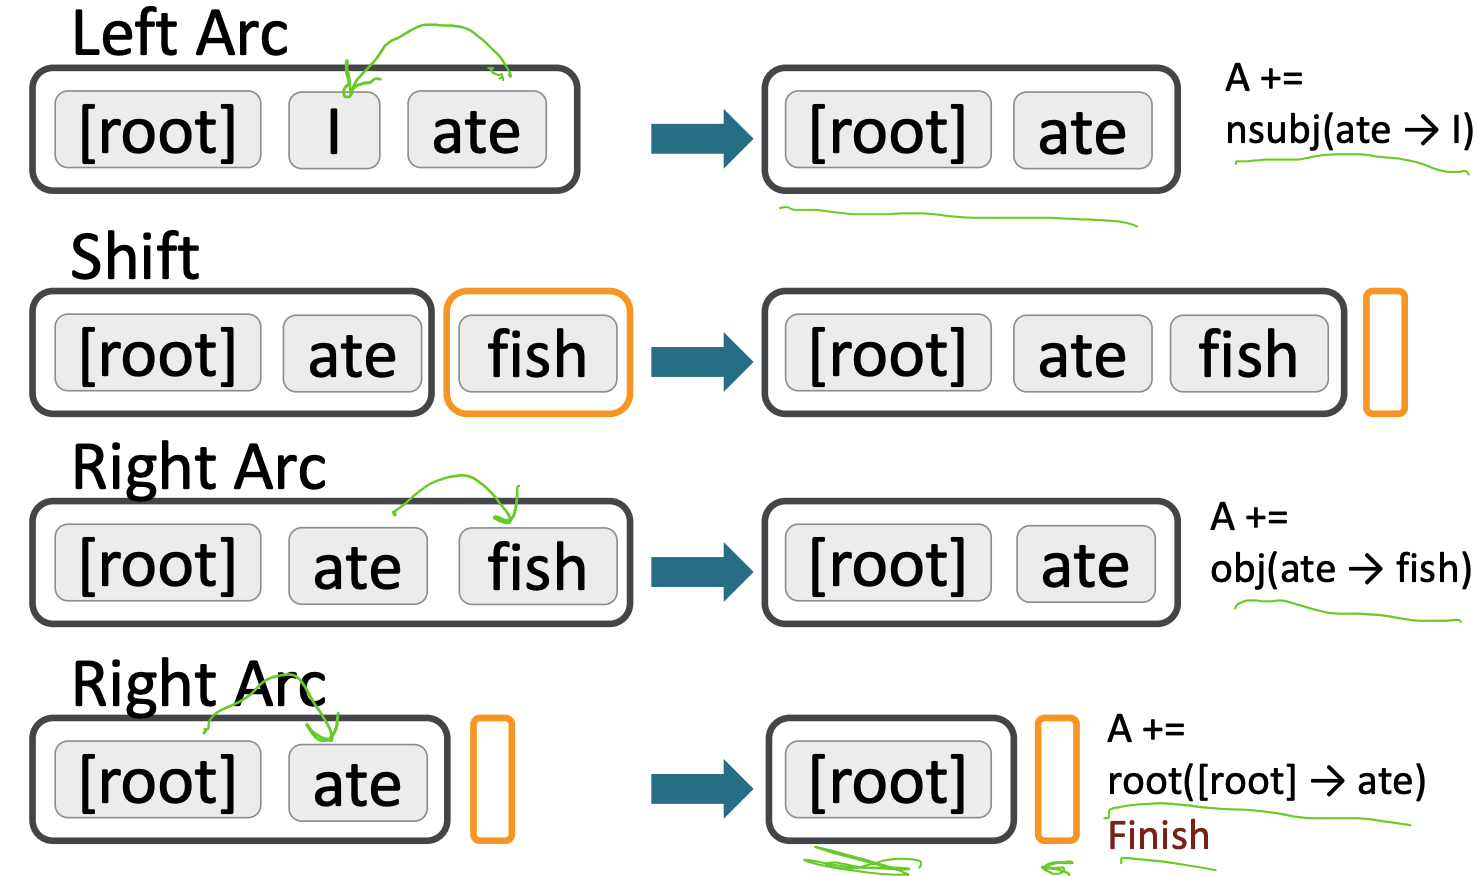 Left Arc
[root] I ate [root] ate A +=
nsubj(ate → I)
Shift
[root] ate fish [root] ate fish
Right Arc
[root] ate fish [root] ate A +=
obj(ate → fish)
Right Arc
[root] ate [root] A +=
root([root] → ate)
Finish